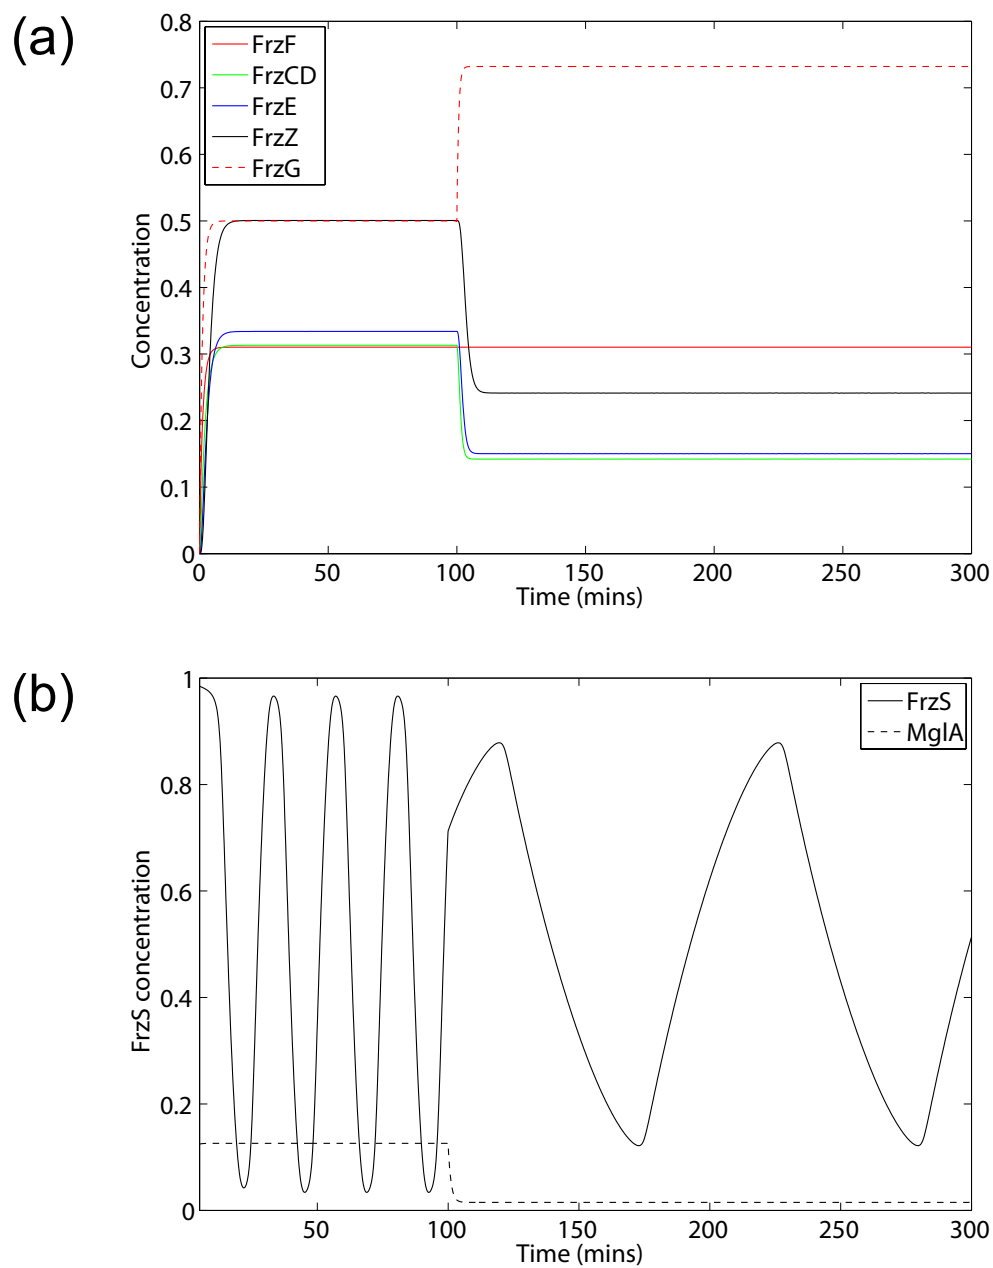 (a)
FrzF
FrzCD
FrzE
FrzZ
FrzG
Concentration
0.8
0.7
0.6
0.5
0.4
0.3
0.2
0.1
0
0 50 100 150 200 250 300
Time (mins)
(b)
FrzS
MglA
FrzS concentration
1
0.8
0.6
0.4
0.2
0
50 100 150 200 250 300
Time (mins)